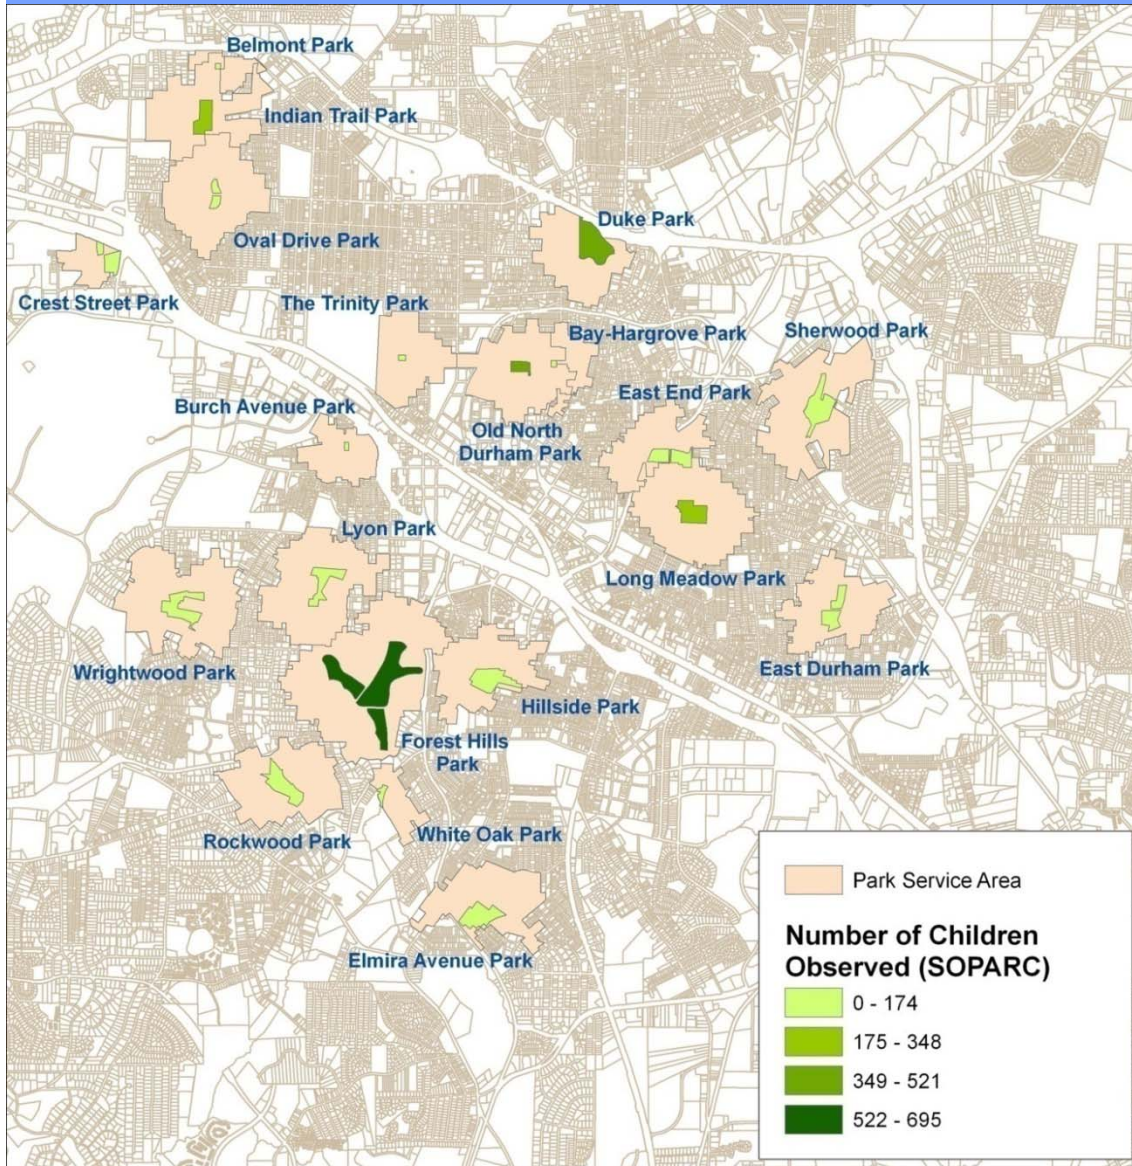 Belmont Park
Indian Trail Park
Duke Park
Oval Drive Park
Crest Street Park
The Trinity Park
Bay-Hargrove Park
Sherwood Park
East End Park
Burch Avenue Park
Old North
Durham Park
Lyon Park
Long Meadow Park
Wrightwood Park
East Durham Park
Hillside Park
Forest Hills
Park
Rockwood Park
White Oak Park
Elmira Avenue Park
Park Service Area
Number of Children
Observed (SOPARC)
0 - 174
175 - 348
349 - 521
522 - 695